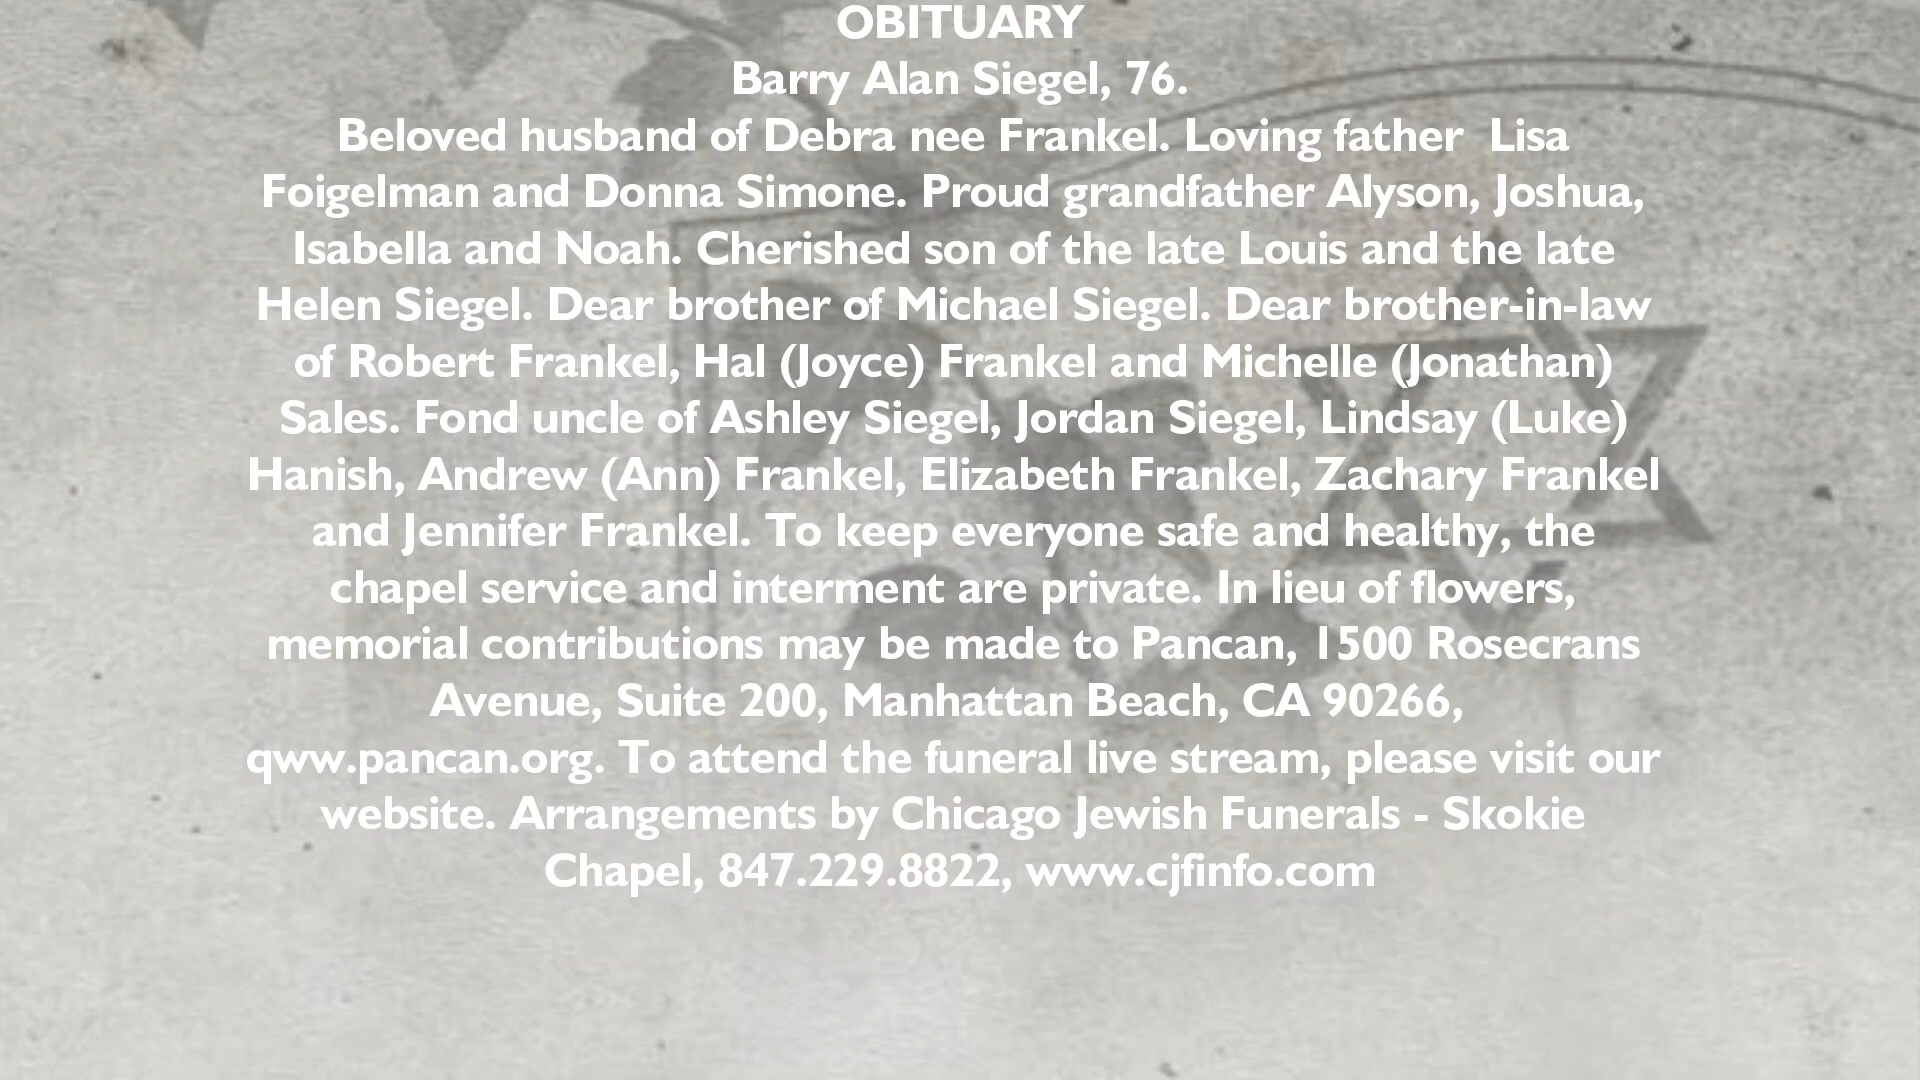 OBITUARY
Barry Alan Siegel, 76.
Beloved husband of Debra nee Frankel. Loving father  Lisa
Foigelman and Donna Simone. Proud grandfather Alyson, Joshua,
Isabella and Noah. Cherished son of the late Louis and the late
Helen Siegel. Dear brother of Michael Siegel. Dear brother-in-law
of Robert Frankel, Hal (Joyce) Frankel and Michelle (Jonathan)
Sales. Fond uncle of Ashley Siegel, Jordan Siegel, Lindsay (Luke)
Hanish, Andrew (Ann) Frankel, Elizabeth Frankel, Zachary Frankel
and Jennifer Frankel. To keep everyone safe and healthy, the
chapel service and interment are private. In lieu of flowers,
memorial contributions may be made to Pancan, 1500 Rosecrans
Avenue, Suite 200, Manhattan Beach, CA 90266,
qww.pancan.org. To attend the funeral live stream, please visit our
website. Arrangements by Chicago Jewish Funerals - Skokie
Chapel, 847.229.8822, www.cjfinfo.com